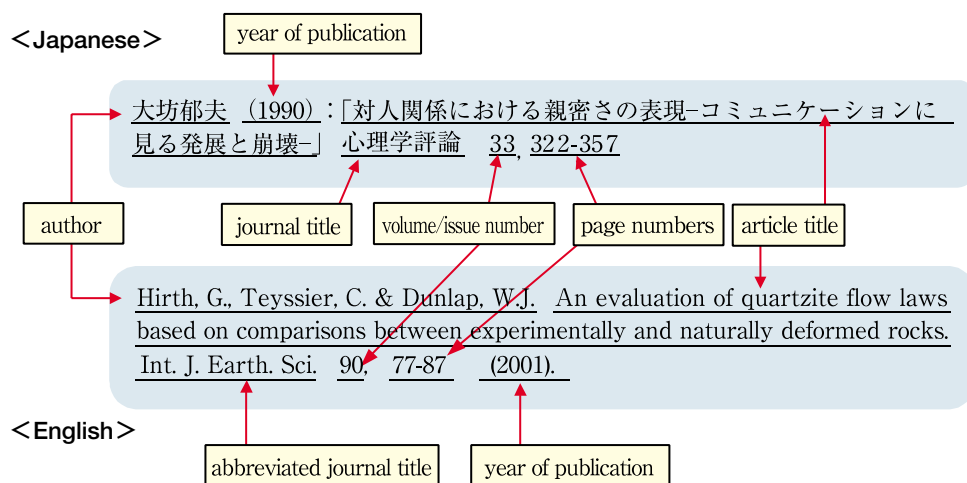 year of publication
＜Japanese＞
大坊郁夫 (1990)：「対人関係における親密さの表現−コミュニケーションに
見る発展と崩壊−」 心理学評論 33, 322-357
author
journal title
volume/issue number
page numbers
article title
Hirth, G., Teyssier, C. & Dunlap, W.J. An evaluation of quartzite flow laws
based on comparisons between experimentally and naturally deformed rocks.
Int. J. Earth. Sci. 90, 77-87 (2001).
＜English＞
abbreviated journal title
year of publication